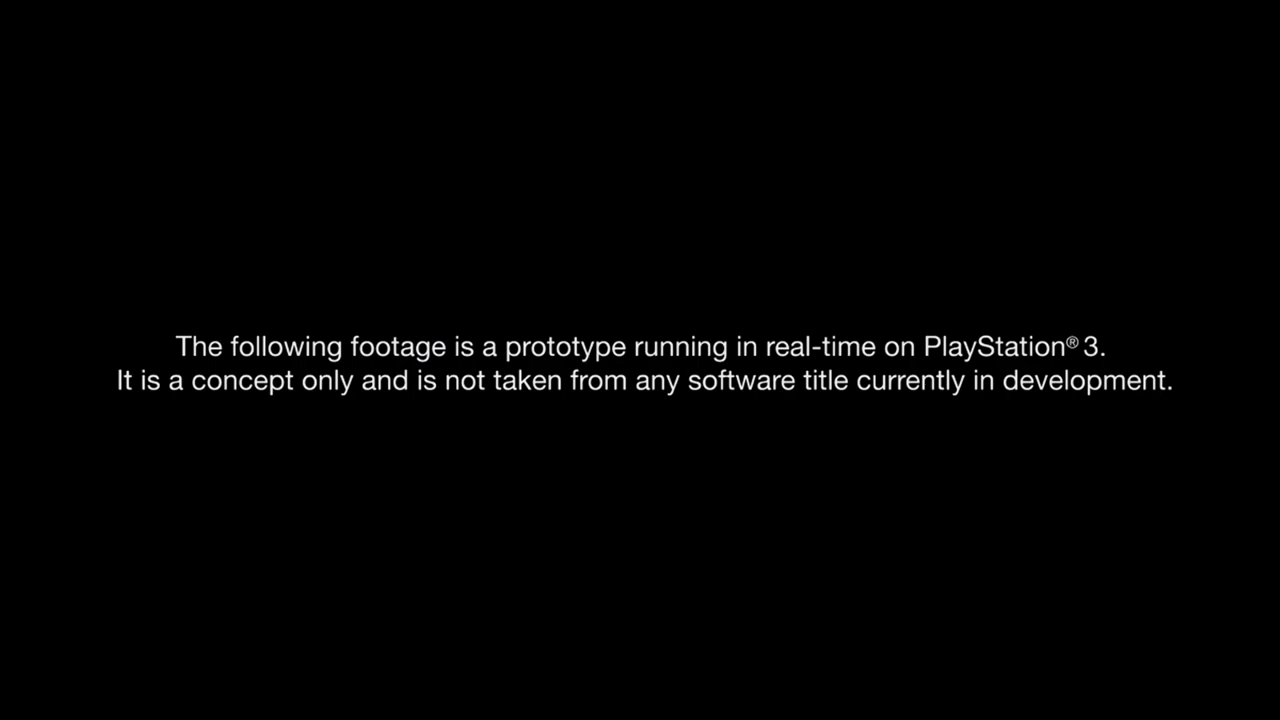 The following footage is a prototype running in real-time on PlayStation® 3.
It is a concept only and is not taken from any software title currently in development.